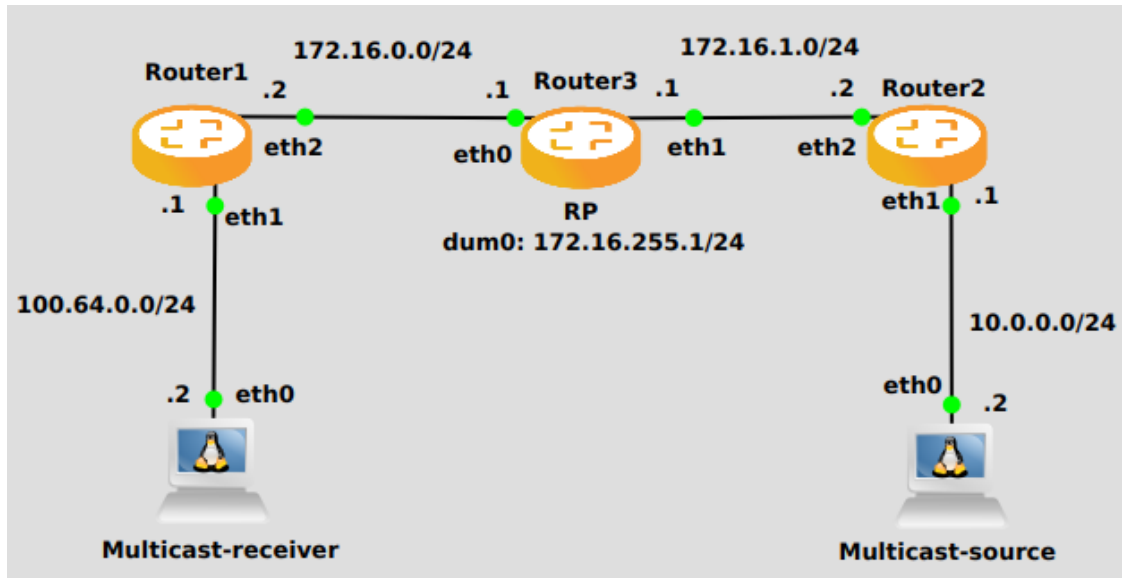 172.16.0.0/24
172.16.1.0/24
Router1
Router3
Router2
.2
.1
.1
.2
eth2
eth0
eth1
eth2
.1
eth1
RP
eth1
.1
dum0: 172.16.255.1/24
100.64.0.0/24
10.0.0.0/24
.2
eth0
eth0
.2
Multicast-receiver
Multicast-source